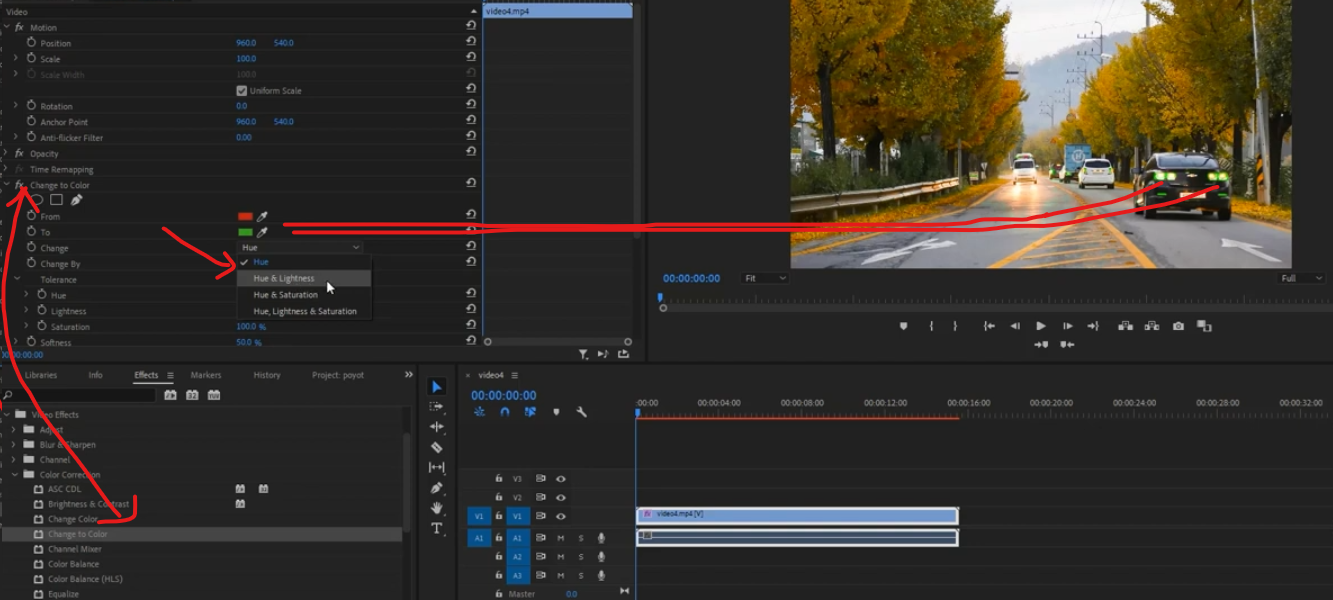 Video
video4.mp4
fx Motion
Position 960.0 540.0
Scale 100.0
Scale Width 100.0
Uniform Scale
Rotation 0.0
Anchor Point 960.0 540.0
Anti-flicker Filter 0.00
fx Opacity
fx Time Remapping
fx Change to Color
From
To
Change Hue
Change By Hue
Hue & Lightness
Hue & Saturation
Hue, Lightness & Saturation
Tolerance
Hue
Lightness
Saturation 100.0 %
Softness 50.0 %
00:00:00:00
00:00:00:00 Fit Full
Libraries Info Effects Markers History Project: poyot
Video Effects
Adjust
Blur & Sharpen
Channel
Color Correction
ASC CDL
Brightness & Contrast
Change Color
Change to Color
Channel Mixer
Color Balance
Color Balance (HLS)
Equalize
× video4
00:00:00:00
:00:00 00:00:04:00 00:00:08:00 00:00:12:00 00:00:16:00 00:00:20:00 00:00:24:00 00:00:28:00 00:00:32:00
V3
V2
V1 V1
fx video4.mp4 [V]
A1 A1 M S
A2 M S
A3 M S
Master 0.0
T